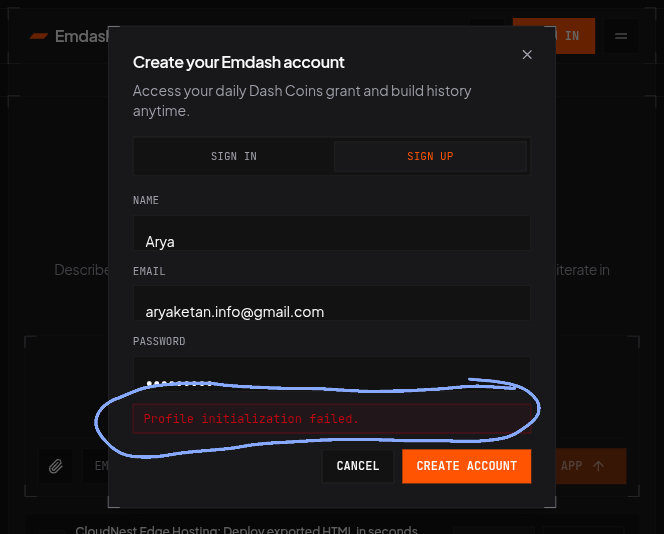 Emdash
IN
Create your Emdash account
Access your daily Dash Coins grant and build history
anytime.
SIGN IN
SIGN UP
NAME
Arya
Describe
iterate in
EMAIL
aryaketan.info@gmail.com
PASSWORD
Profile initialization failed.
EM
CANCEL
CREATE ACCOUNT
APP
CloudNest Edge Hosting: Deploy exported HTML in seconds